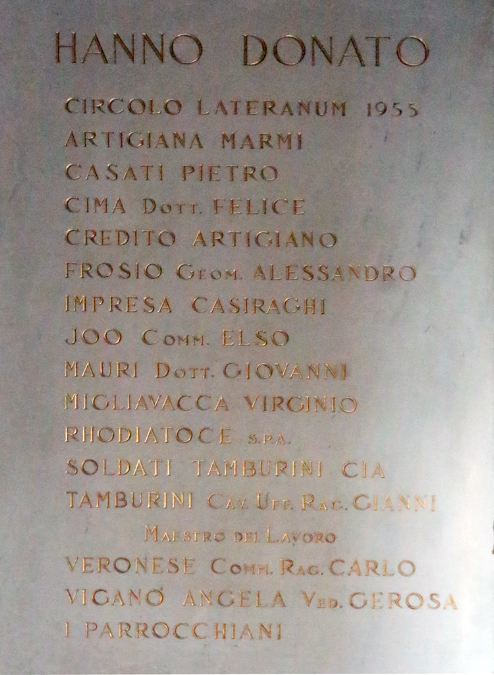 HANNO DONATO
CIRCOLO LATERANUM 1955
ARTIGIANA MARMI
CASATI PIETRO
CIMA DOTT. FELICE
CREDITO ARTIGIANO
FROSIO GEOM. ALESSANDRO
IMPRESA CASIRAGHI
JOO COMM. ELSO
MAURI DOTT. GIOVANNI
MIGLIAVACCA VIRGINIO
RHODIATOCE S.P.A.
SOLDATI TAMBURINI CIA
TAMBURINI CAV. UFF. RAG. GIANNI
MAESTRO DEL LAVORO
VERONESE COMM. RAG. CARLO
VIGANÓ ANGELA VED. GEROSA
I PARROCCHIANI